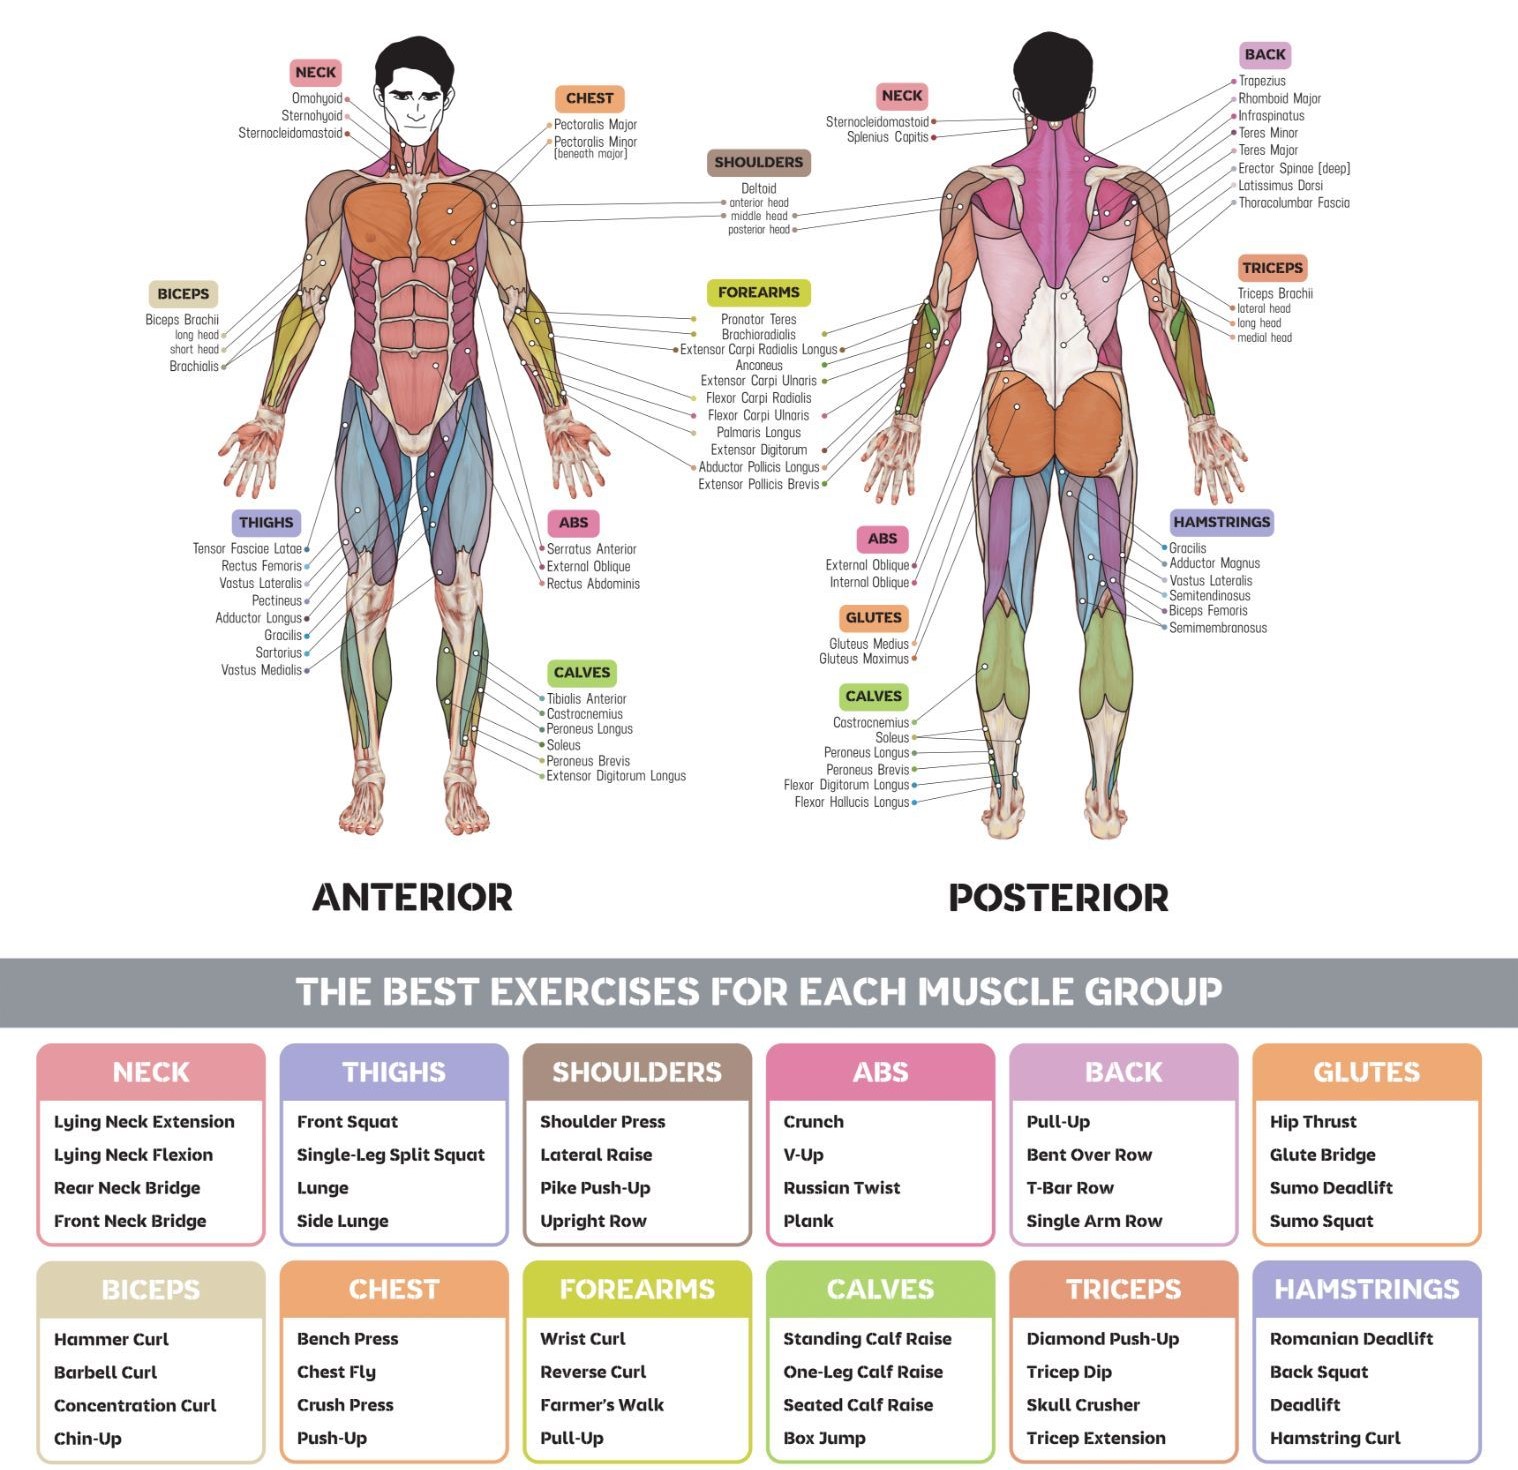 NECK
Omohyoid
Sternohyoid
Sternocleidomastoid
CHEST
Pectoralis Major
Pectoralis Minor
[beneath major]
SHOULDERS
Deltoid
anterior head
middle head
posterior head
BICEPS
Biceps Brachii
long head
short head
Brachialis
FOREARMS
Pronator Teres
Brachioradialis
Extensor Carpi Radialis Longus
Anconeus
Extensor Carpi Ulnaris
Flexor Carpi Radialis
Flexor Carpi Ulnaris
Palmaris Longus
Extensor Digitorum
Abductor Pollicis Longus
Extensor Pollicis Brevis
THIGHS
Tensor Fasciae Latae
Rectus Femoris
Vastus Lateralis
Pectineus
Adductor Longus
Gracilis
Sartorius
Vastus Medialis
ABS
Serratus Anterior
External Oblique
Rectus Abdominis
CALVES
Tibialis Anterior
Gastrocnemius
Peroneus Longus
Soleus
Peroneus Brevis
Extensor Digitorum Longus
ANTERIOR
NECK
Sternocleidomastoid
Splenius Capitis
BACK
Trapezius
Rhomboid Major
Infraspinatus
Teres Minor
Teres Major
Erector Spinae [deep]
Latissimus Dorsi
Thoracolumbar Fascia
TRICEPS
Triceps Brachii
lateral head
long head
medial head
ABS
External Oblique
Internal Oblique
GLUTES
Gluteus Medius
Gluteus Maximus
HAMSTRINGS
Gracilis
Adductor Magnus
Vastus Lateralis
Semitendinosus
Biceps Femoris
Semimembranosus
CALVES
Gastrocnemius
Soleus
Peroneus Longus
Peroneus Brevis
Flexor Digitorum Longus
Flexor Hallucis Longus
POSTERIOR
THE BEST EXERCISES FOR EACH MUSCLE GROUP
NECK
Lying Neck Extension
Lying Neck Flexion
Rear Neck Bridge
Front Neck Bridge
THIGHS
Front Squat
Single-Leg Split Squat
Lunge
Side Lunge
SHOULDERS
Shoulder Press
Lateral Raise
Pike Push-Up
Upright Row
ABS
Crunch
V-Up
Russian Twist
Plank
BACK
Pull-Up
Bent Over Row
T-Bar Row
Single Arm Row
GLUTES
Hip Thrust
Glute Bridge
Sumo Deadlift
Sumo Squat
BICEPS
Hammer Curl
Barbell Curl
Concentration Curl
Chin-Up
CHEST
Bench Press
Chest Fly
Crush Press
Push-Up
FOREARMS
Wrist Curl
Reverse Curl
Farmer's Walk
Pull-Up
CALVES
Standing Calf Raise
One-Leg Calf Raise
Seated Calf Raise
Box Jump
TRICEPS
Diamond Push-Up
Tricep Dip
Skull Crusher
Tricep Extension
HAMSTRINGS
Romanian Deadlift
Back Squat
Deadlift
Hamstring Curl